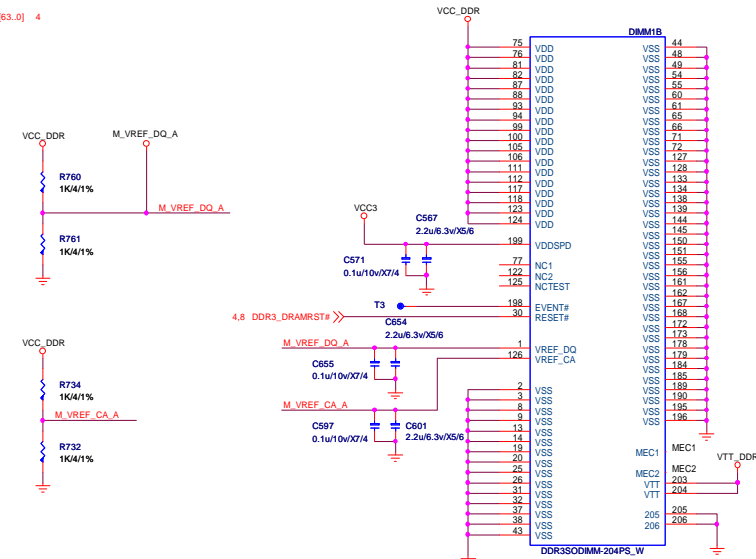 [63..0] 4
VCC_DDR
DIMM1B
75 VDD VSS 44
76 VDD VSS 48
81 VDD VSS 49
82 VDD VSS 54
87 VDD VSS 55
88 VDD VSS 60
93 VDD VSS 61
94 VDD VSS 65
99 VDD VSS 66
100 VDD VSS 71
105 VDD VSS 72
106 VDD VSS 127
111 VDD VSS 128
112 VDD VSS 133
117 VDD VSS 134
118 VDD VSS 138
123 VDD VSS 139
124 VDD VSS 144
VSS 145
VSS 150
199 VDDSPD VSS 151
VSS 155
77 NC1 VSS 156
122 NC2 VSS 161
125 NCTEST VSS 162
VSS 167
198 EVENT# VSS 168
30 RESET# VSS 172
VSS 173
VSS 178
1 VREF_DQ VSS 179
126 VREF_CA VSS 184
VSS 185
VSS 189
2 VSS VSS 190
3 VSS VSS 195
8 VSS VSS 196
9 VSS
13 VSS
14 VSS
19 VSS MEC1 MEC1
20 VSS
25 VSS MEC2 MEC2
26 VSS VTT 203
31 VSS VTT 204
32 VSS
37 VSS 205 205
38 VSS 206 206
43 VSS
DDR3SODIMM-204PS_W
VTT_DDR
VCC_DDR
M_VREF_DQ_A
R760
1K/4/1%
M_VREF_DQ_A
R761
1K/4/1%
VCC3
C567
2.2u/6.3v/X5/6
C571
0.1u/10v/X7/4
T3
4,8 DDR3_DRAMRST#
C654
2.2u/6.3v/X5/6
M_VREF_DQ_A
C655
0.1u/10v/X7/4
M_VREF_CA_A
C597
0.1u/10v/X7/4
C601
2.2u/6.3v/X5/6
VCC_DDR
R734
1K/4/1%
M_VREF_CA_A
R732
1K/4/1%